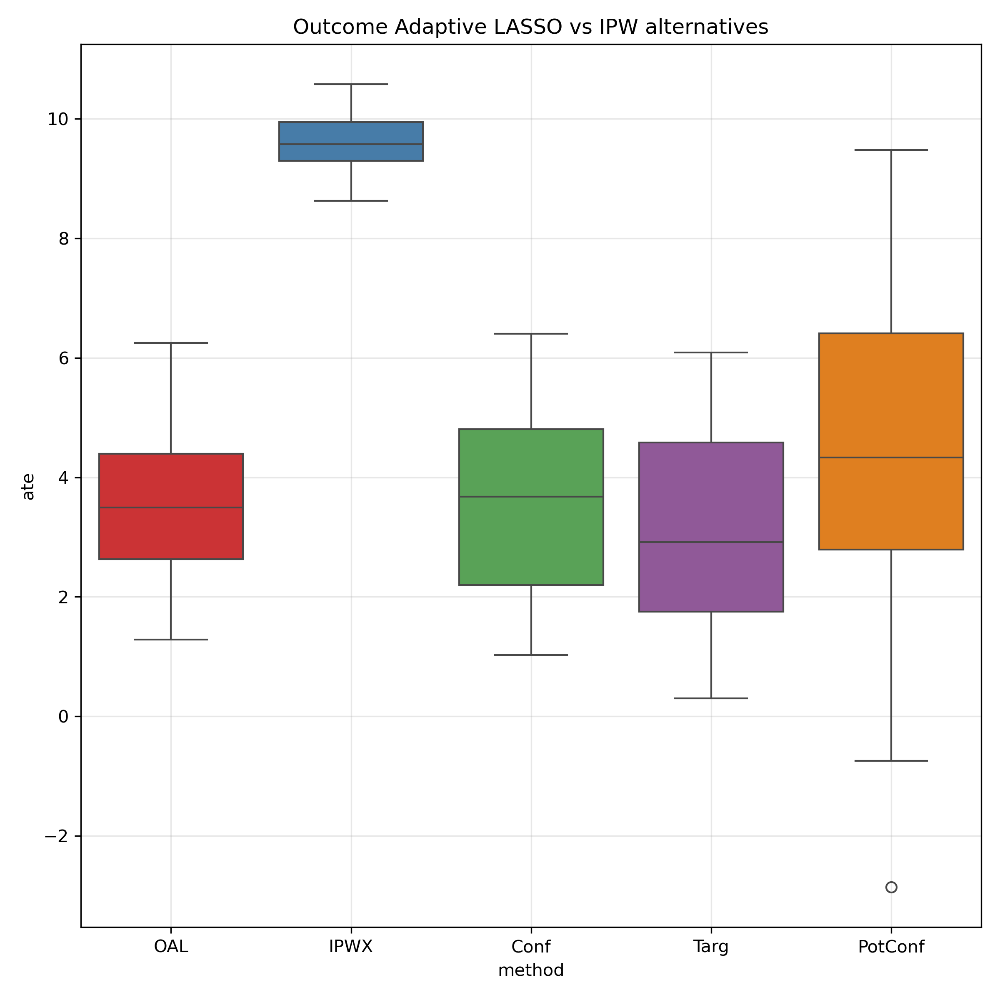 Outcome Adaptive LASSO vs IPW alternatives
10
8
6
4
2
0
−2
ate
OAL IPWX Conf Targ PotConf
method